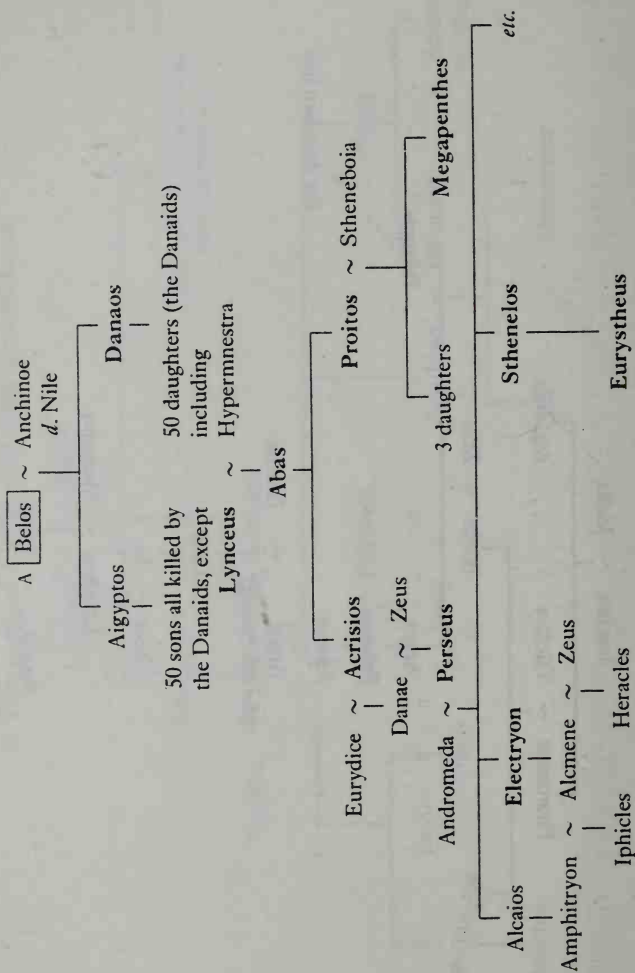 A Belos ~ Anchinoe
d. Nile
Aigyptos
Danaos
50 sons all killed by
the Danaids, except
Lynceus
~
50 daughters (the Danaids)
including
Hypermnestra
Abas
Eurydice ~ Acrisios
Proitos ~ Stheneboia
Danae ~ Zeus
3 daughters
Megapenthes
Andromeda ~ Perseus
Alcaios
Electryon
Sthenelos
etc.
Amphitryon ~ Alcmene ~ Zeus
Iphicles
Heracles
Eurystheus